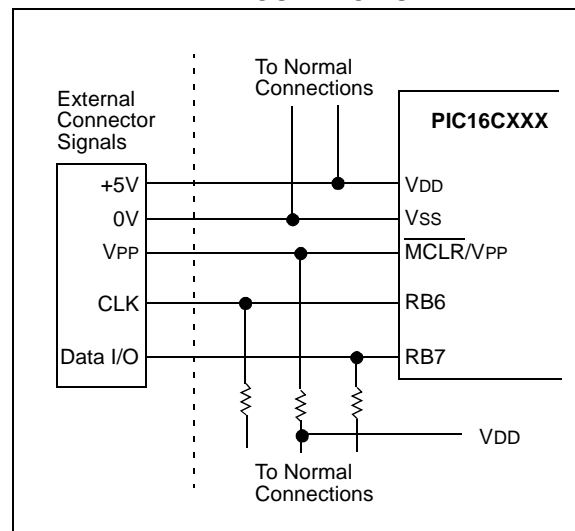 To Normal
Connections
External
Connector
Signals
PIC16CXXX
+5V
VDD
0V
VSS
VPP
MCLR/VPP
CLK
RB6
Data I/O
RB7
VDD
To Normal
Connections